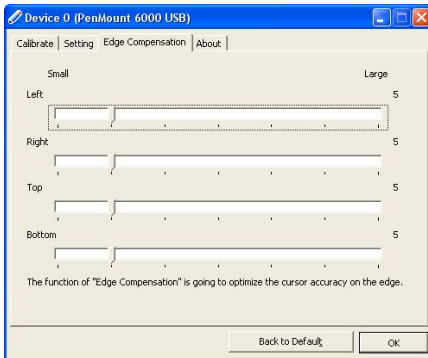 Device 0 (PenMount 6000 USB)
Calibrate Setting Edge Compensation About
Small Large
Left 5
Right 5
Top 5
Bottom 5
The function of "Edge Compensation" is going to optimize the cursor accuracy on the edge.
Back to Default OK